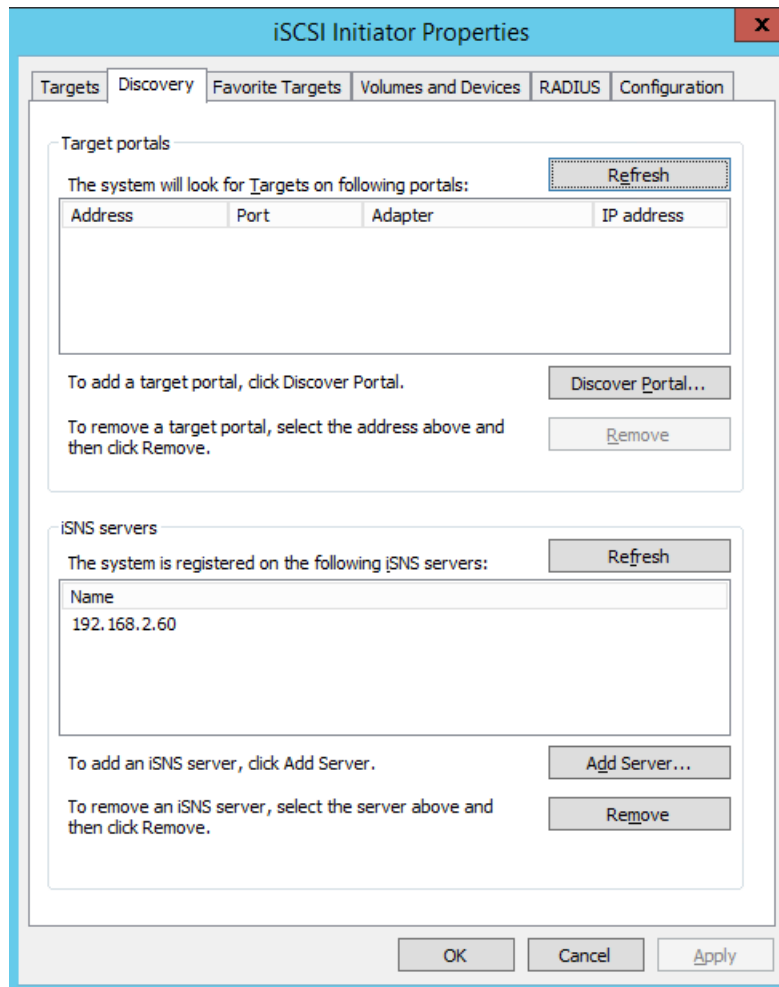 iSCSI Initiator Properties
x
Targets Discovery Favorite Targets Volumes and Devices RADIUS Configuration
Target portals
The system will look for Targets on following portals:
Refresh
Address Port Adapter IP address
To add a target portal, click Discover Portal.
Discover Portal...
To remove a target portal, select the address above and
then click Remove.
Remove
iSNS servers
The system is registered on the following iSNS servers:
Refresh
Name
192.168.2.60
To add an iSNS server, click Add Server.
Add Server...
To remove an iSNS server, select the server above and
then click Remove.
Remove
OK Cancel Apply